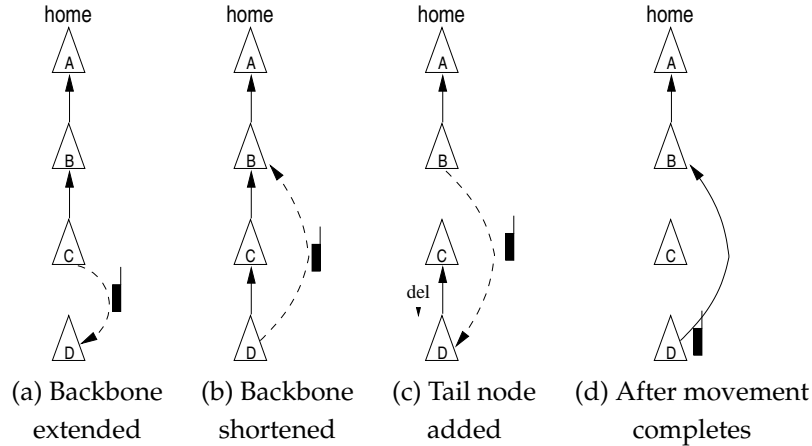 home home home home
A A A A
B B B B
C C C C
del
D D D D
(a) Backbone (b) Backbone (c) Tail node (d) After movement
extended shortened added completes